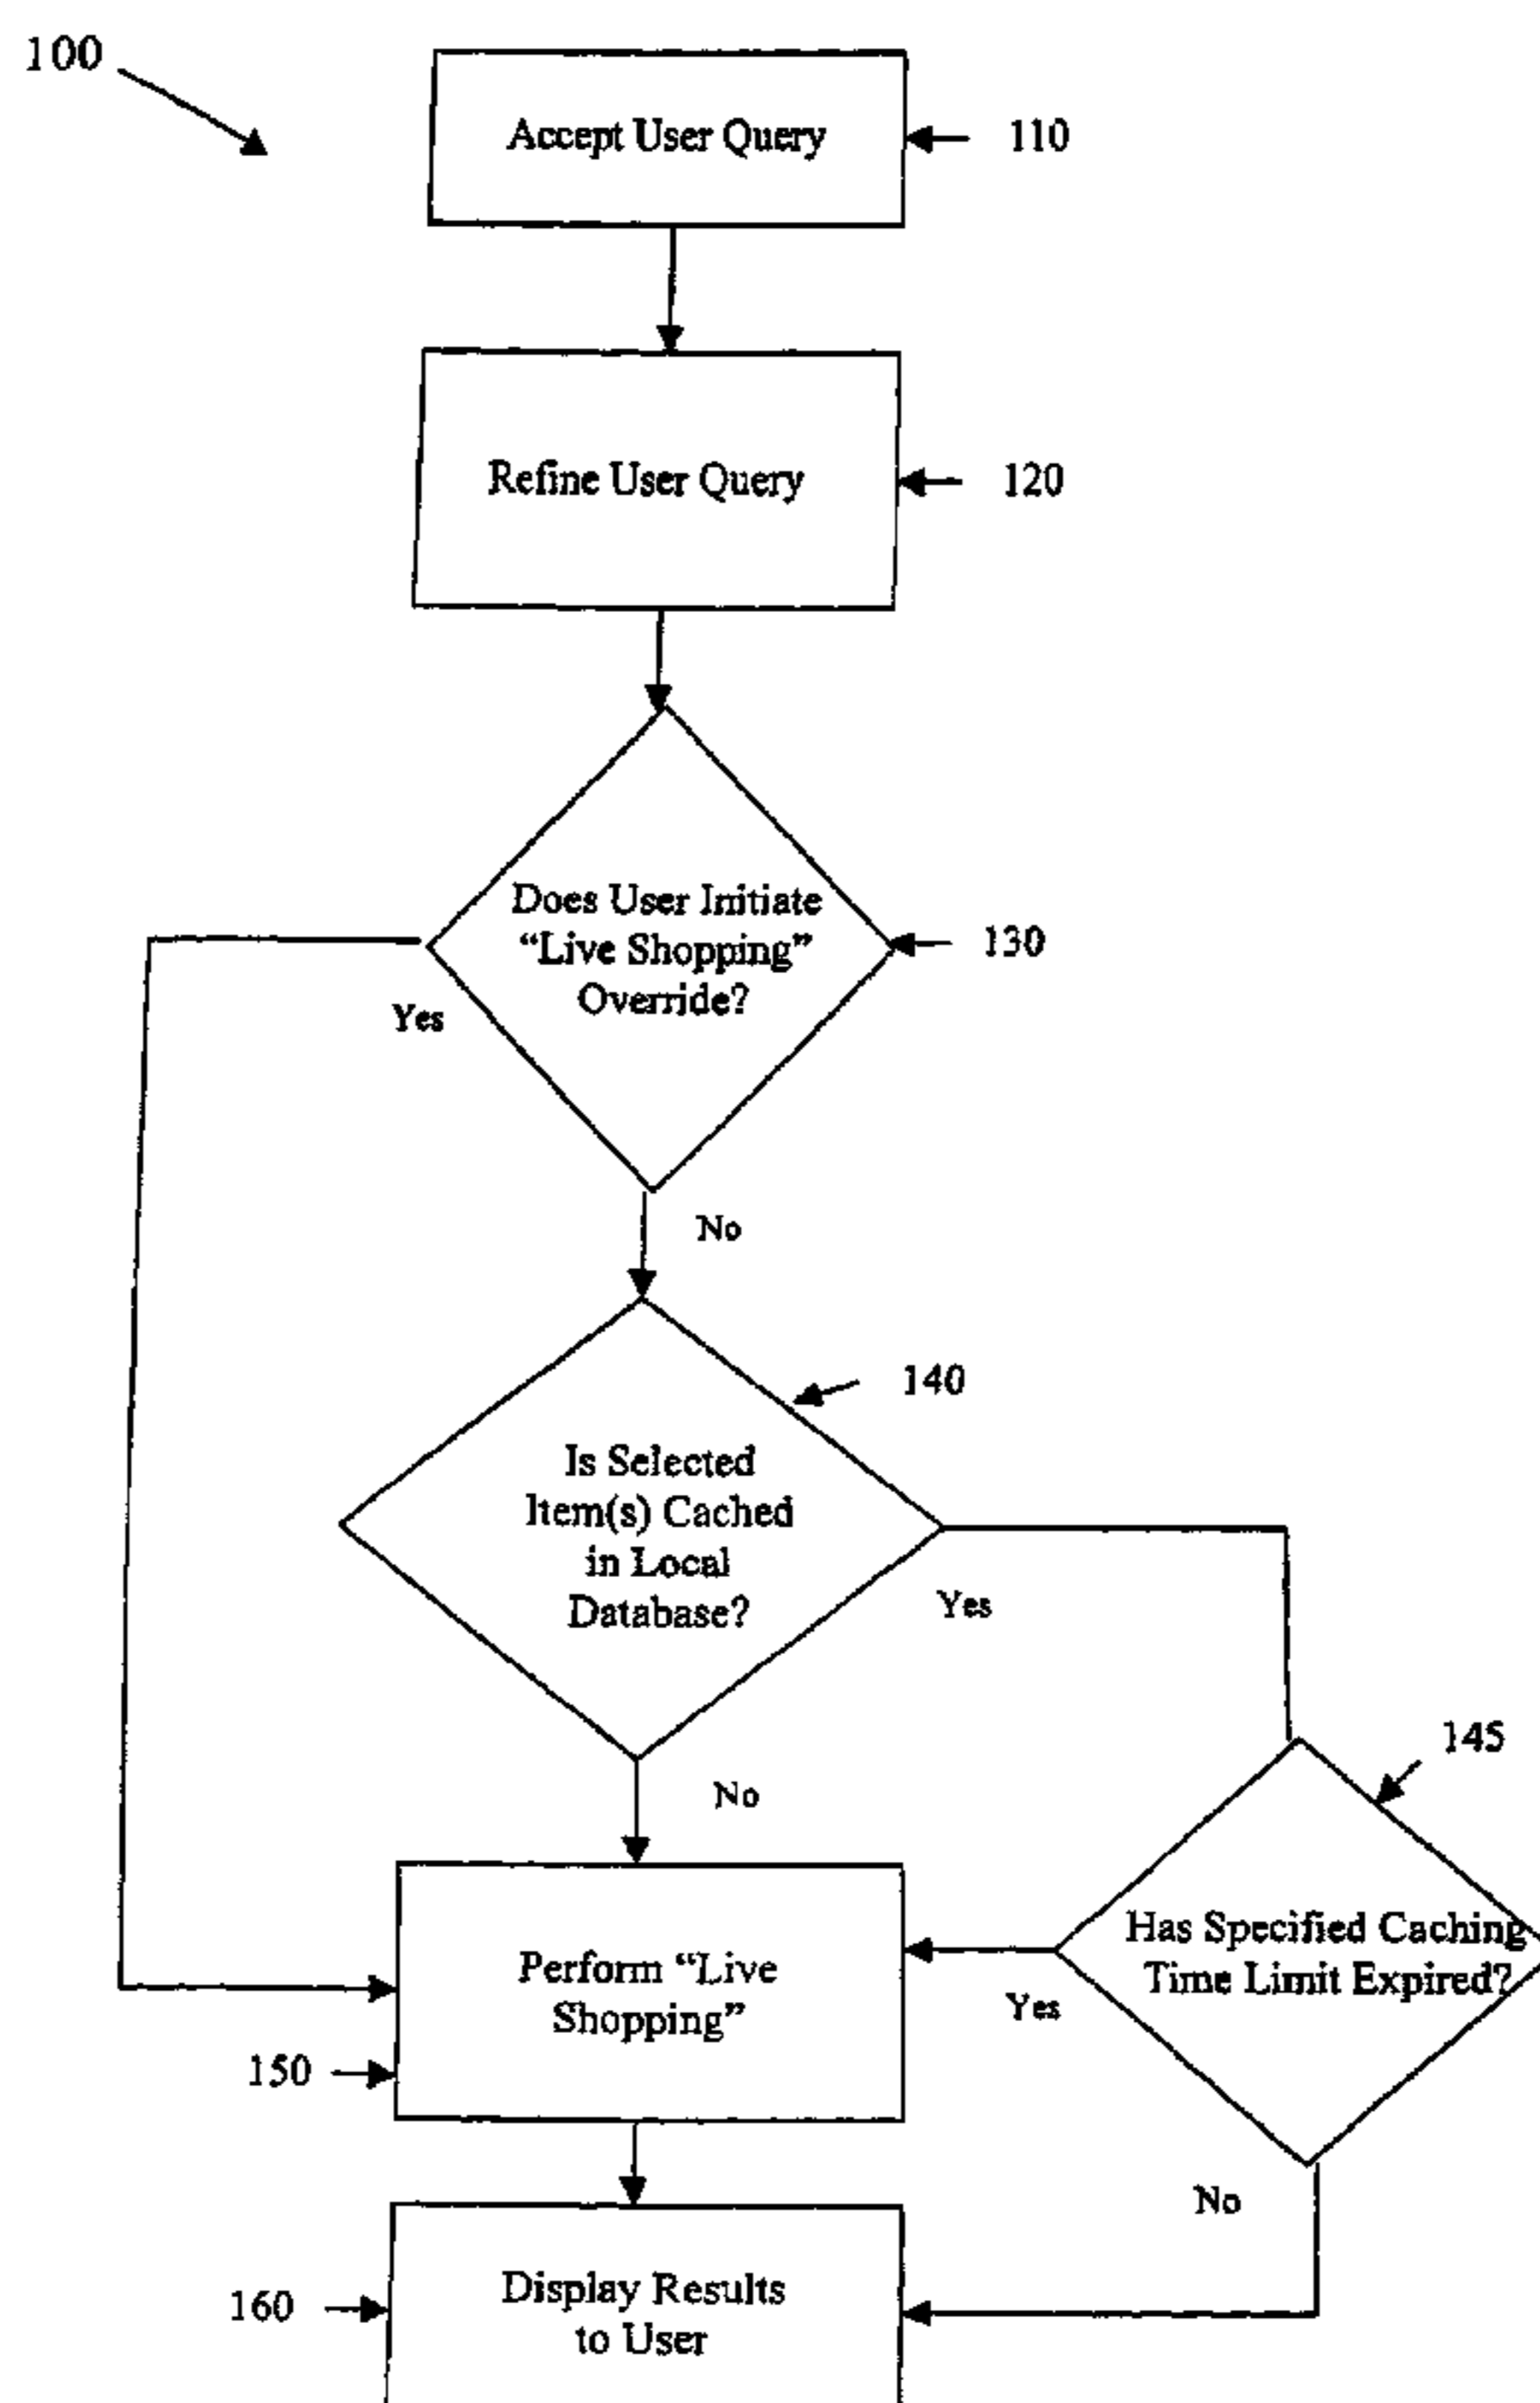 100
Accept User Query
110
Refine User Query
120
Does User Initiate
“Live Shopping”
Override?
130
Yes
No
140
Is Selected
Item(s) Cached
in Local
Database?
Yes
No
145
Has Specified Caching
Time Limit Expired?
Yes
Perform “Live
Shopping”
150
No
Display Results
to User
160